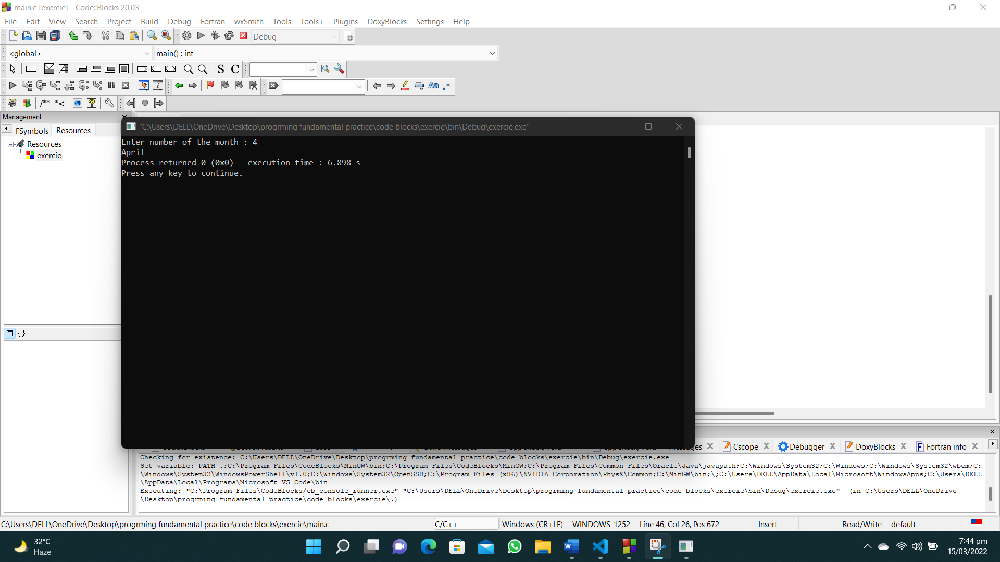 main.c [exercie] - Code::Blocks 20.03
File Edit View Search Project Build Debug Fortran wxSmith Tools Tools+ Plugins DoxyBlocks Settings Help
Debug
<global> main() : int
S C
Aa .*
/** *<
Management
FSymbols Resources
Resources
exercie
{}
"C:\Users\DELL\OneDrive\Desktop\progrming fundamental practice\code blocks\exercie\bin\Debug\exercie.exe"
Enter number of the month : 4
April
Process returned 0 (0x0)   execution time : 6.898 s
Press any key to continue.
Cscope Debugger DoxyBlocks Fortran info
Checking for existence: C:\Users\DELL\OneDrive\Desktop\progrming fundamental practice\code blocks\exercie\bin\Debug\exercie.exe
Set variable: PATH=.;C:\Program Files\CodeBlocks\MinGW\bin;C:\Program Files\CodeBlocks\MinGW;C:\Program Files\Common Files\Oracle\Java\javapath;C:\Windows\System32;C:\Windows;C:\Windows\System32\wbem;C:
\Windows\System32\WindowsPowerShell\v1.0;C:\Windows\System32\OpenSSH;C:\Program Files (x86)\NVIDIA Corporation\PhysX\Common;C:\MinGW\bin;\;C:\Users\DELL\AppData\Local\Microsoft\WindowsApps;C:\Users\DELL
\AppData\Local\Programs\Microsoft VS Code\bin
Executing: "C:\Program Files\CodeBlocks/cb_console_runner.exe" "C:\Users\DELL\OneDrive\Desktop\progrming fundamental practice\code blocks\exercie\bin\Debug\exercie.exe"  (in C:\Users\DELL\OneDrive
\Desktop\progrming fundamental practice\code blocks\exercie\.)
C:\Users\DELL\OneDrive\Desktop\progrming fundamental practice\code blocks\exercie\main.c C/C++ Windows (CR+LF) WINDOWS-1252 Line 46, Col 26, Pos 672 Insert Read/Write default
32°C
Haze
7:44 pm
15/03/2022